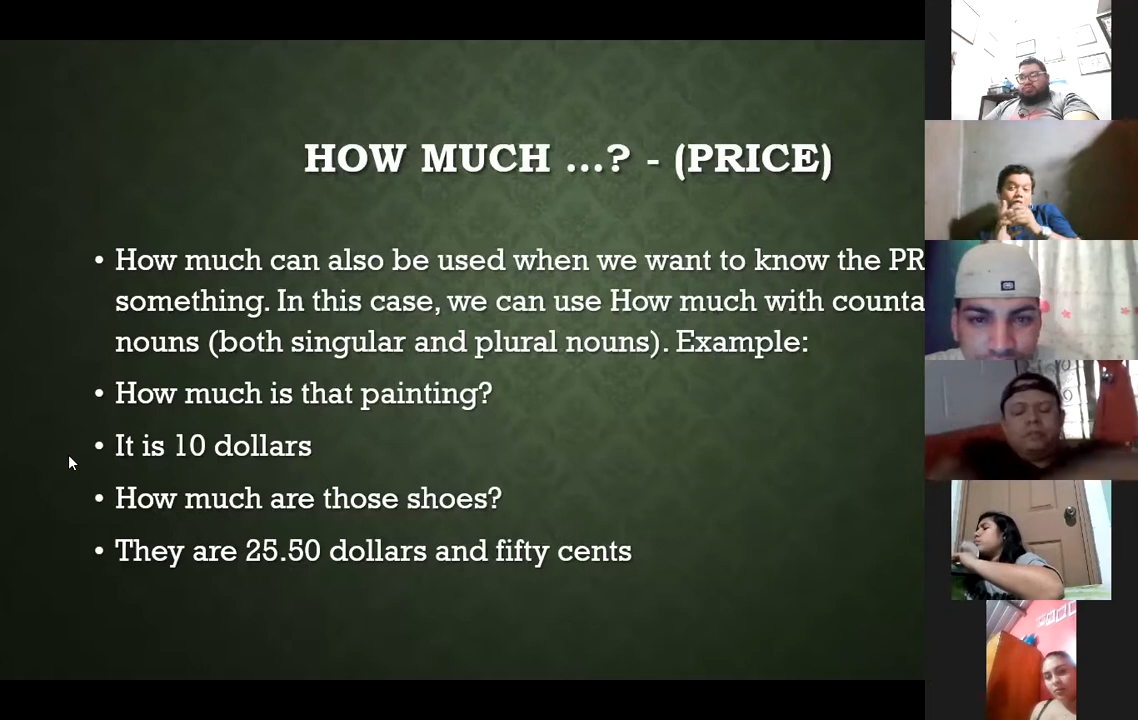 HOW MUCH ...? - (PRICE)
• How much can also be used when we want to know the
something. In this case, we can use How much with
nouns (both singular and plural nouns). Example:
• How much is that painting?
• It is 10 dollars
• How much are those shoes?
• They are 25.50 dollars and fifty cents